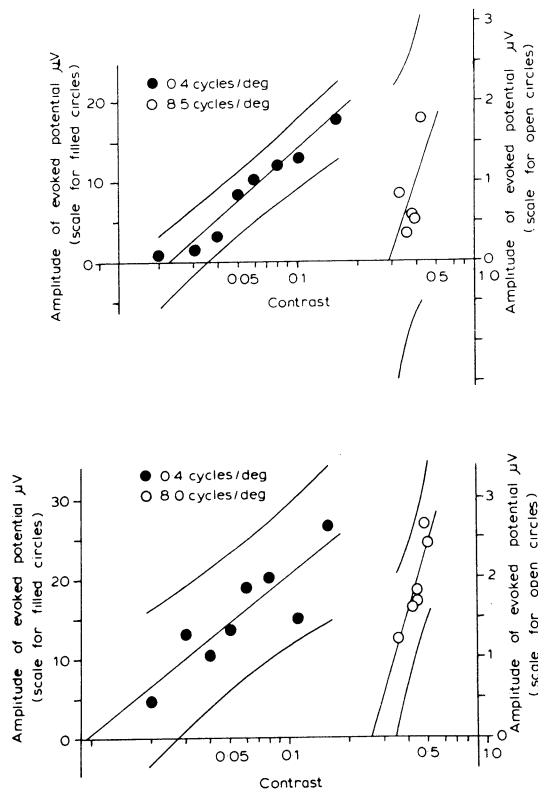 Amplitude of evoked potential µV
(scale for filled circles)
0 4 cycles/deg
8 5 cycles/deg
20
10
0
0 05
0 1
0 5
1 0
Contrast
3
2
1
0
Amplitude of evoked potential µV
(scale for open circles)
Amplitude of evoked potential µV
(scale for filled circles)
0 4 cycles/deg
8 0 cycles/deg
30
20
10
0
0 05
0 1
0 5
1 0
Contrast
3
2
1
0
Amplitude of evoked potential µV
(scale for open circles)